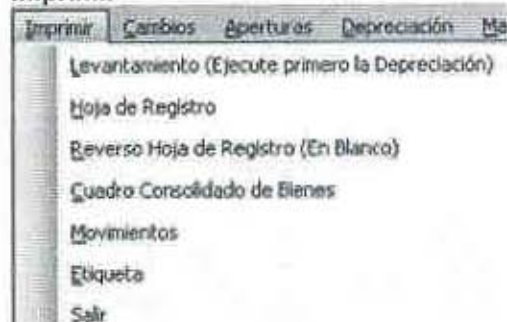 Imprimir Cambios Aperturas Depreciación Ma
Levantamiento (Ejecute primero la Depreciación)
Hoja de Registro
Reverso Hoja de Registro (En Blanco)
Cuadro Consolidado de Bienes
Movimientos
Etiqueta
Salir